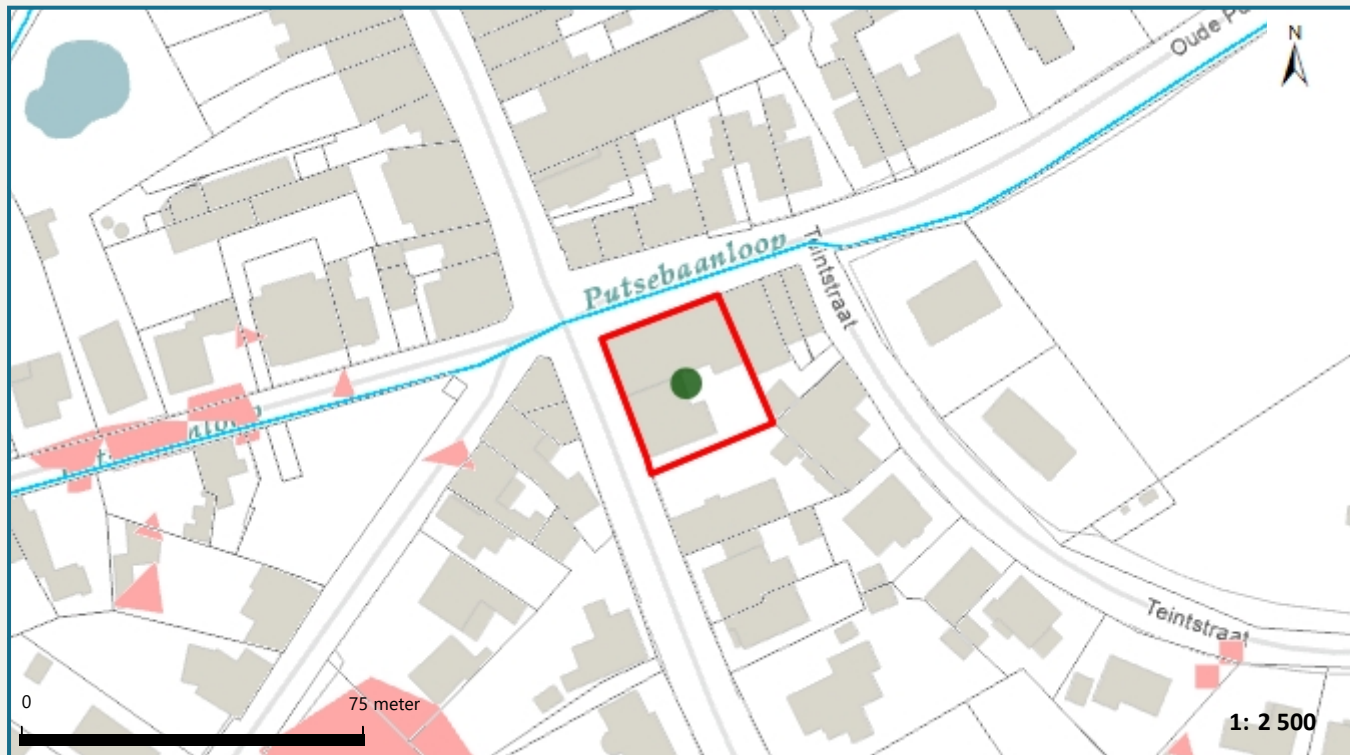 Oude
N
Putsebaanloop
Teintstraat
Teintstraat
0
75 meter
1: 2 500